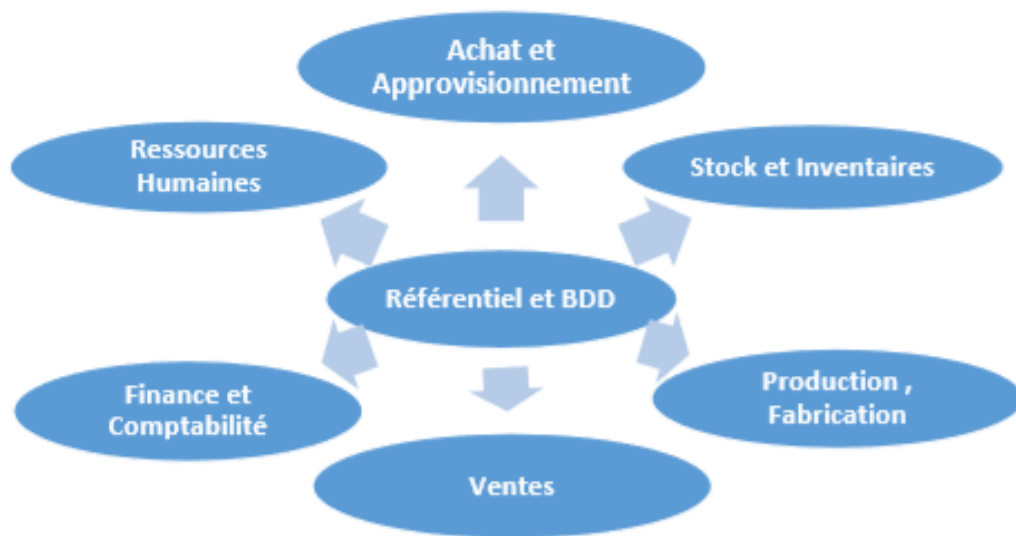 Achat et
Approvisionnement
Ressources
Humaines
Stock et Inventaires
Référentiel et BDD
Finance et
Comptabilité
Production ,
Fabrication
Ventes